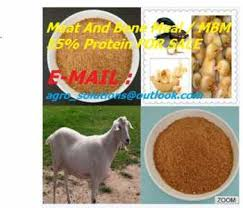 Meat And Bone Meal / MBM
55% Protein FOR SALE
E-MAIL :
agro_solutions@outlook.com
ZOOM